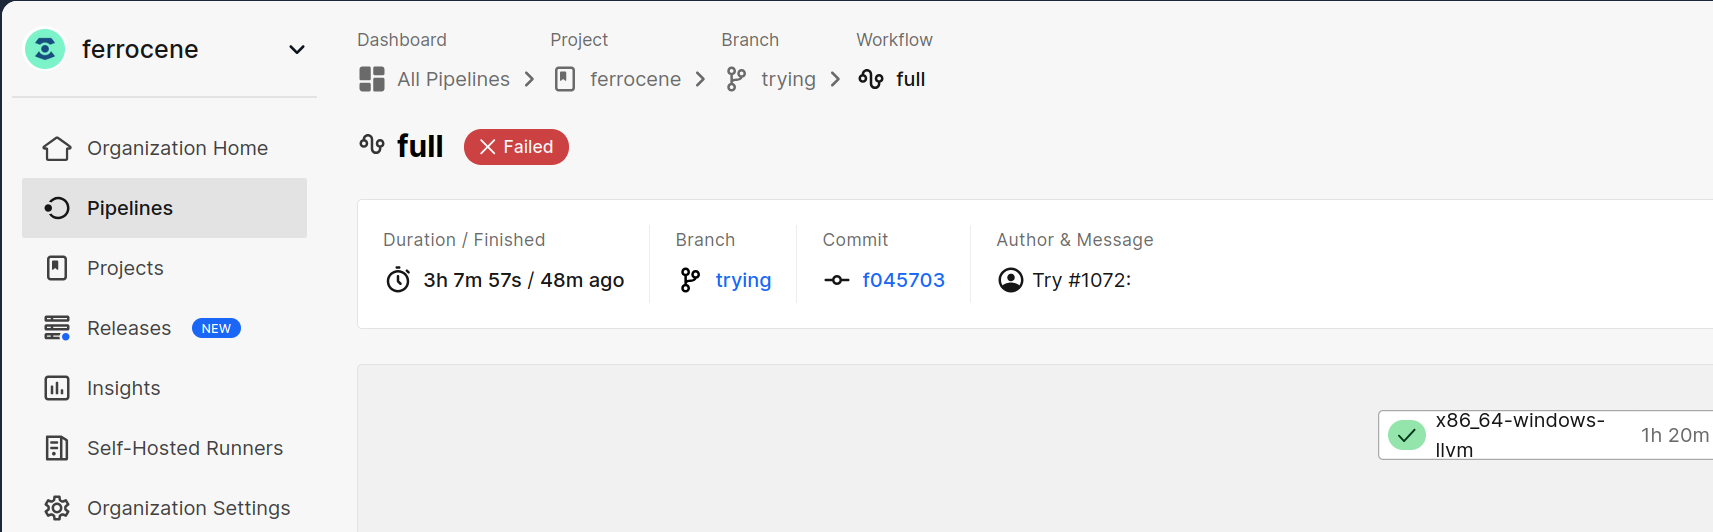 ferrocene
Dashboard Project Branch Workflow
All Pipelines ferrocene trying full
full Failed
Organization Home
Pipelines
Projects
Releases NEW
Insights
Self-Hosted Runners
Organization Settings
Duration / Finished Branch Commit Author & Message
3h 7m 57s / 48m ago trying f045703 Try #1072:
x86_64-windows-
llvm
1h 20m